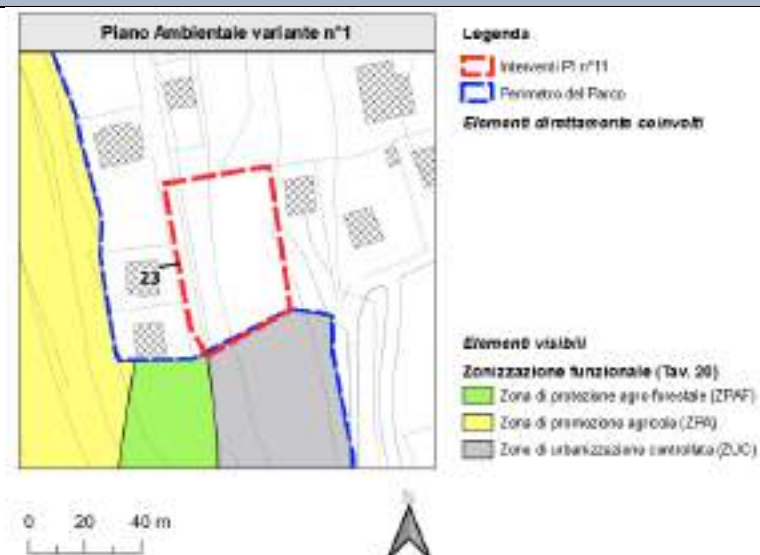 Piano Ambientale variante n°1
23
Legenda
Interventi PI n°11
Perimetro del Parco
Elementi direttamente coinvolti
Elementi visibili
Zonizzazione funzionale (Tav. 26)
Zona di protezione agro-forestale (ZPAF)
Zona di promozione agricola (ZPA)
Zone di urbanizzazione controllata (ZUC)
0 20 40 m
N